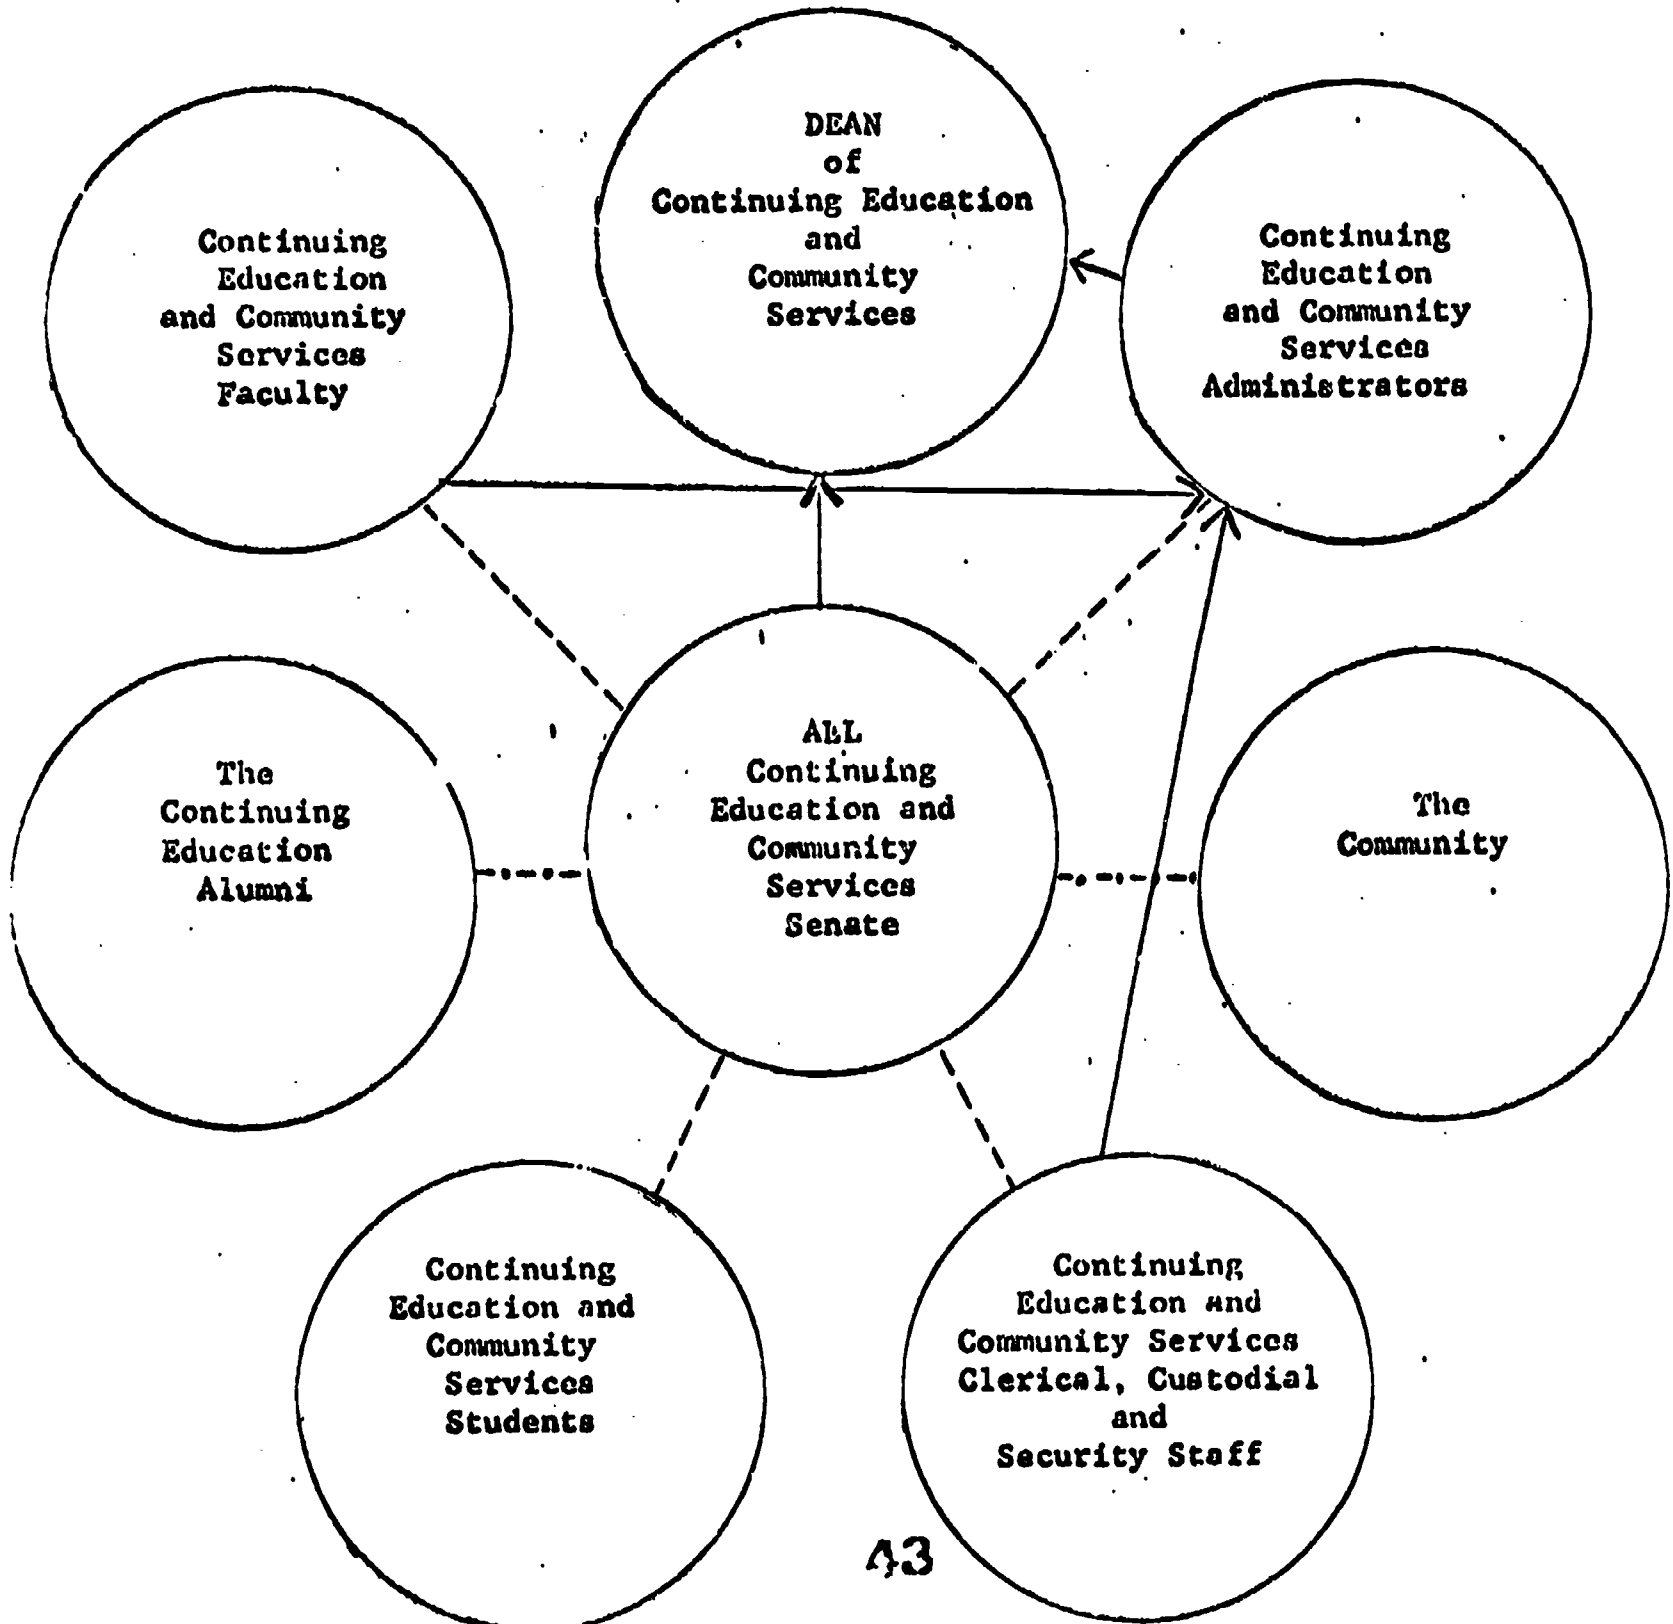 DEAN
of
Continuing Education
and
Community
Services
Continuing
Education
and Community
Services
Faculty
Continuing
Education
and Community
Services
Administrators
The
Continuing
Education
Alumni
ALL
Continuing
Education and
Community
Services
Senate
The
Community
Continuing
Education and
Community
Services
Students
Continuing
Education and
Community Services
Clerical, Custodial
and
Security Staff
43